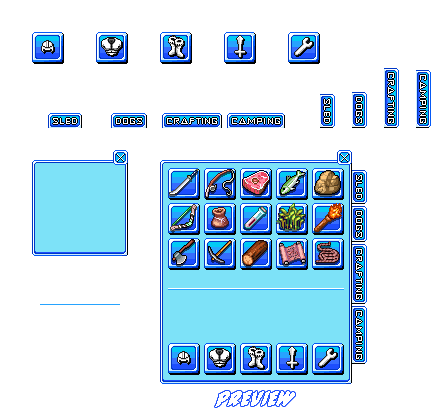 SLED DOGS CRAFTING CAMPING
SLED
DOGS
CRAFTING
CAMPING
SLED
DOGS
CRAFTING
CAMPING
PREVIEW